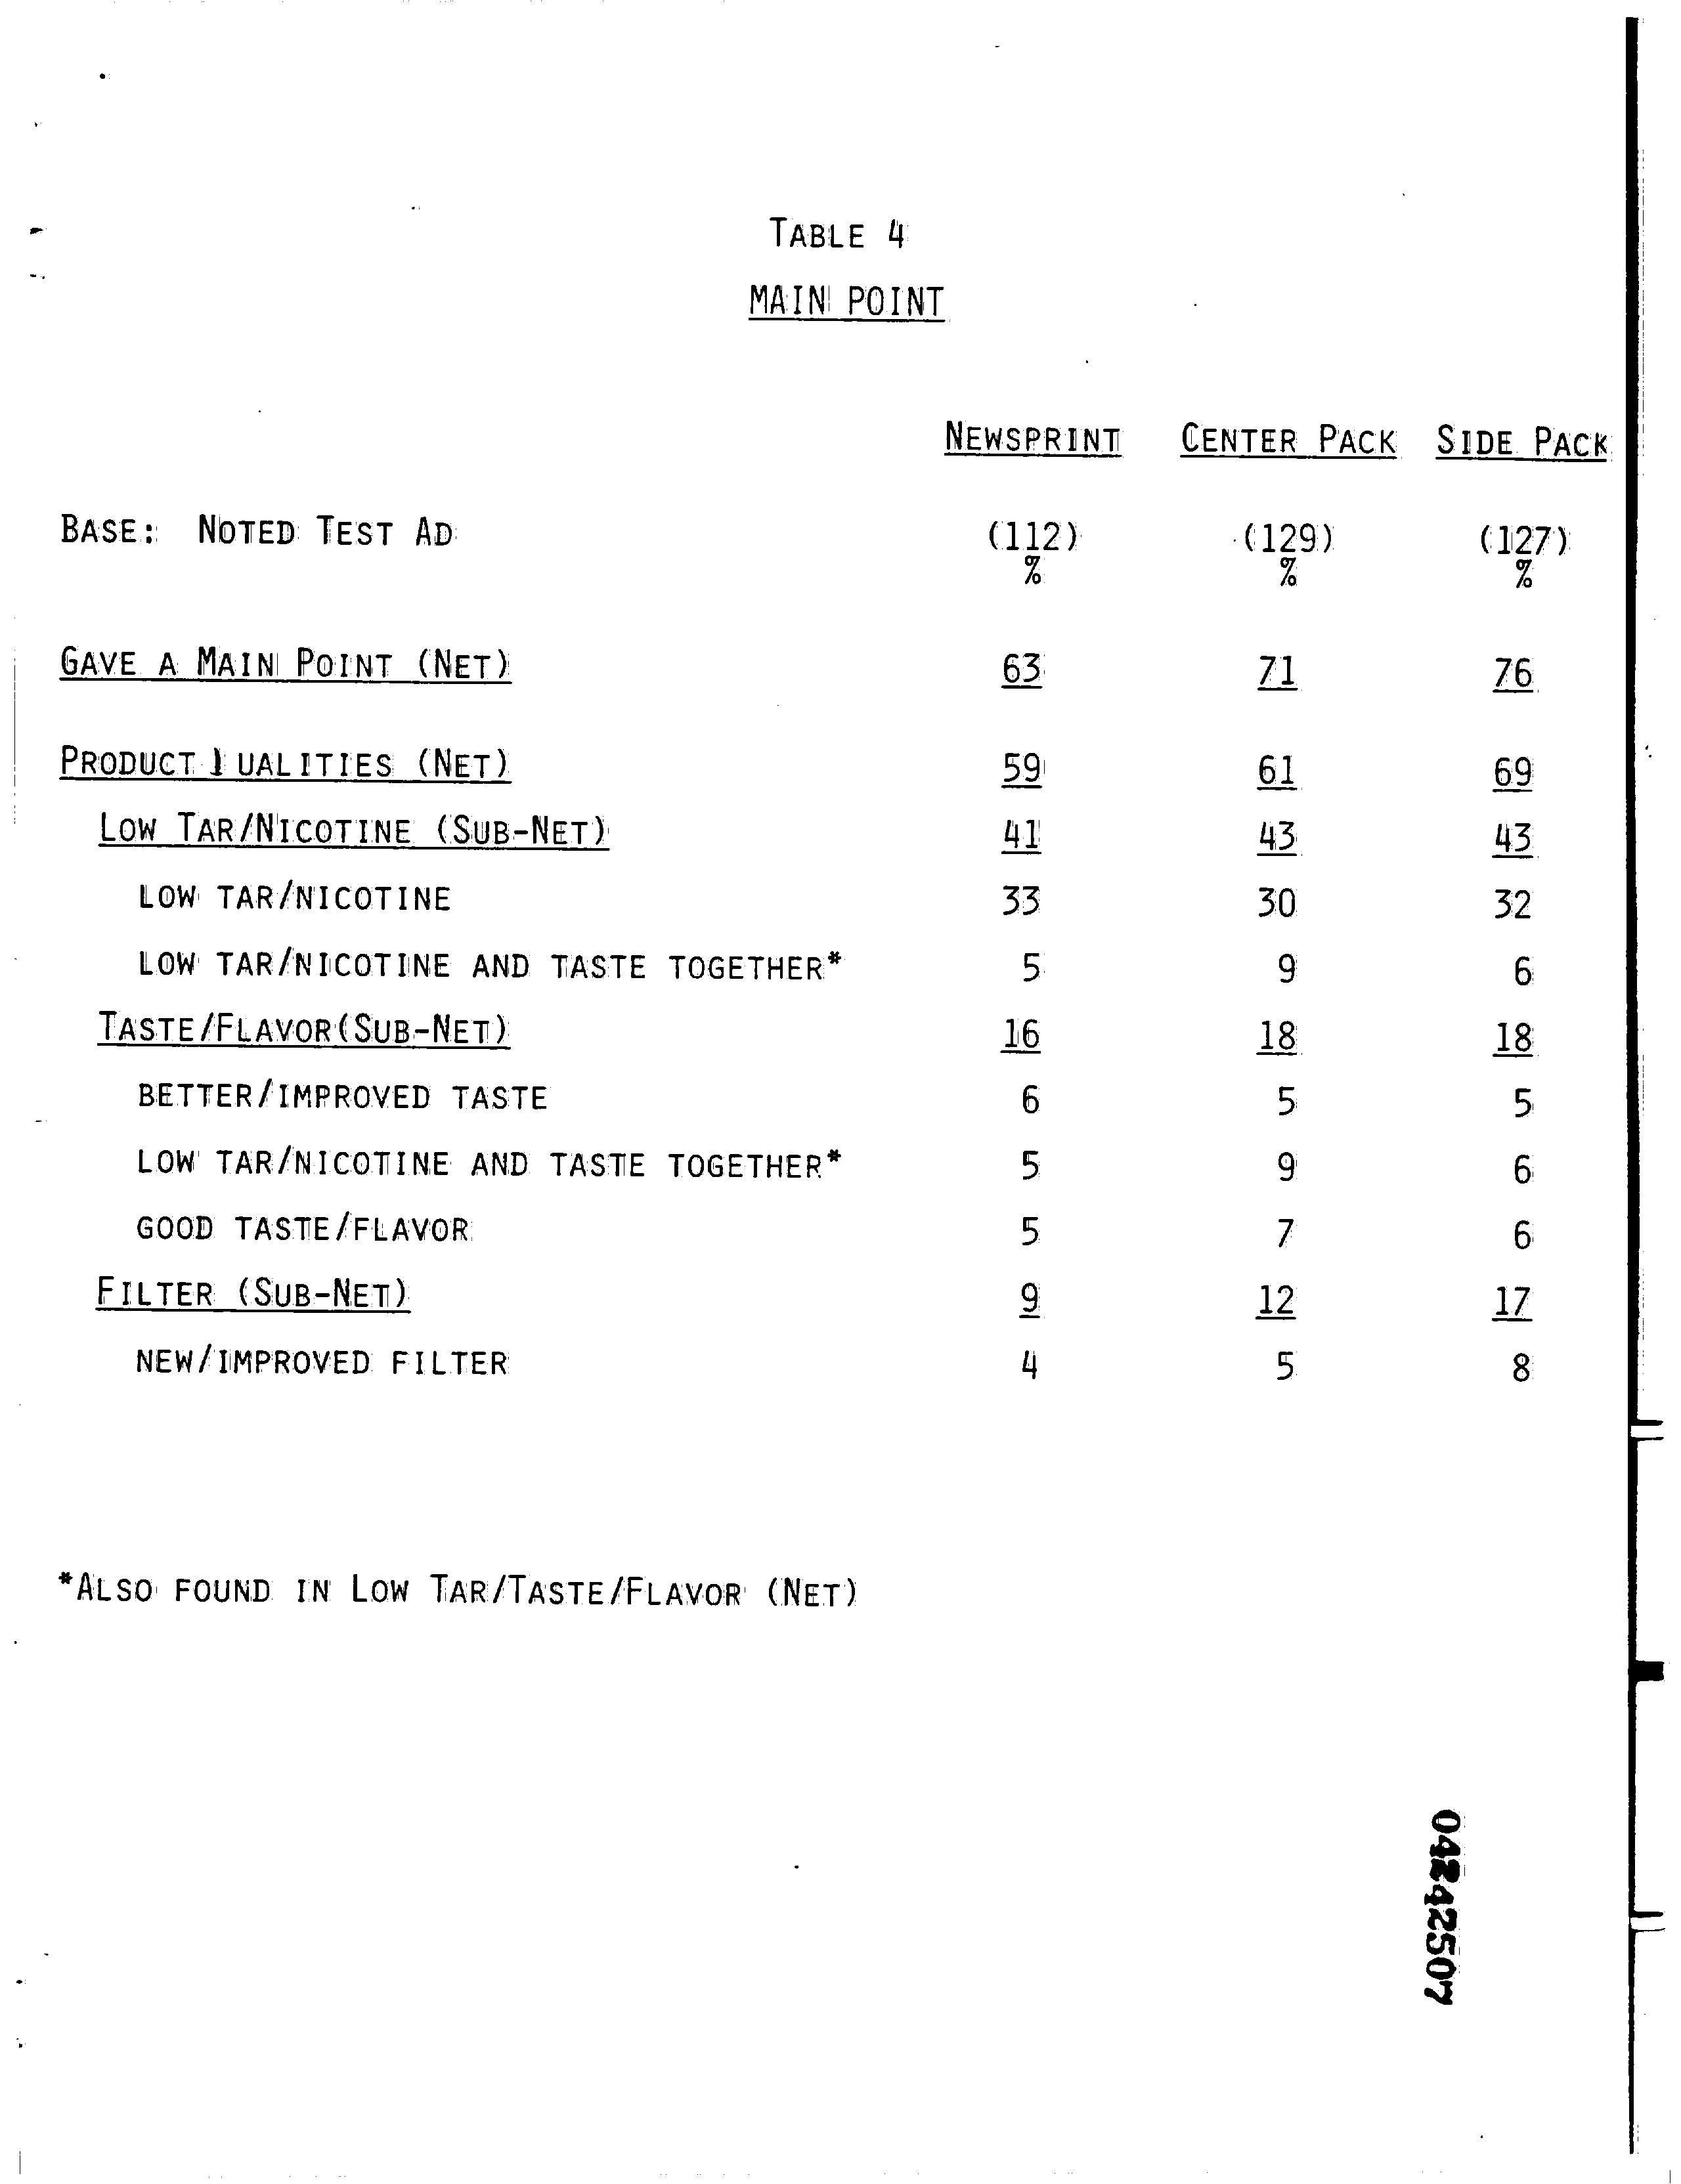 TABLE 4
MAIN POINT
NEWSPRINT CENTER PACK SIDE PACK
BASE: NOTED TEST AD (112) (129) (127)
% % %
GAVE A MAIN POINT (NET) 63 71 76
PRODUCT UALITIES (NET) 59 61 69
LOW TAR/NICOTINE (SUB-NET) 41 43 43
LOW TAR/NICOTINE 33 30 32
LOW TAR/NICOTINE AND TASTE TOGETHER* 5 9 6
TASTE/FLAVOR(SUB-NET) 16 18 18
BETTER/IMPROVED TASTE 6 5 5
LOW TAR/NICOTINE AND TASTE TOGETHER* 5 9 6
GOOD TASTE/FLAVOR 5 7 6
FILTER (SUB-NET) 9 12 17
NEW/IMPROVED FILTER 4 5 8
*ALSO FOUND IN LOW TAR/TASTE/FLAVOR (NET)
04242507